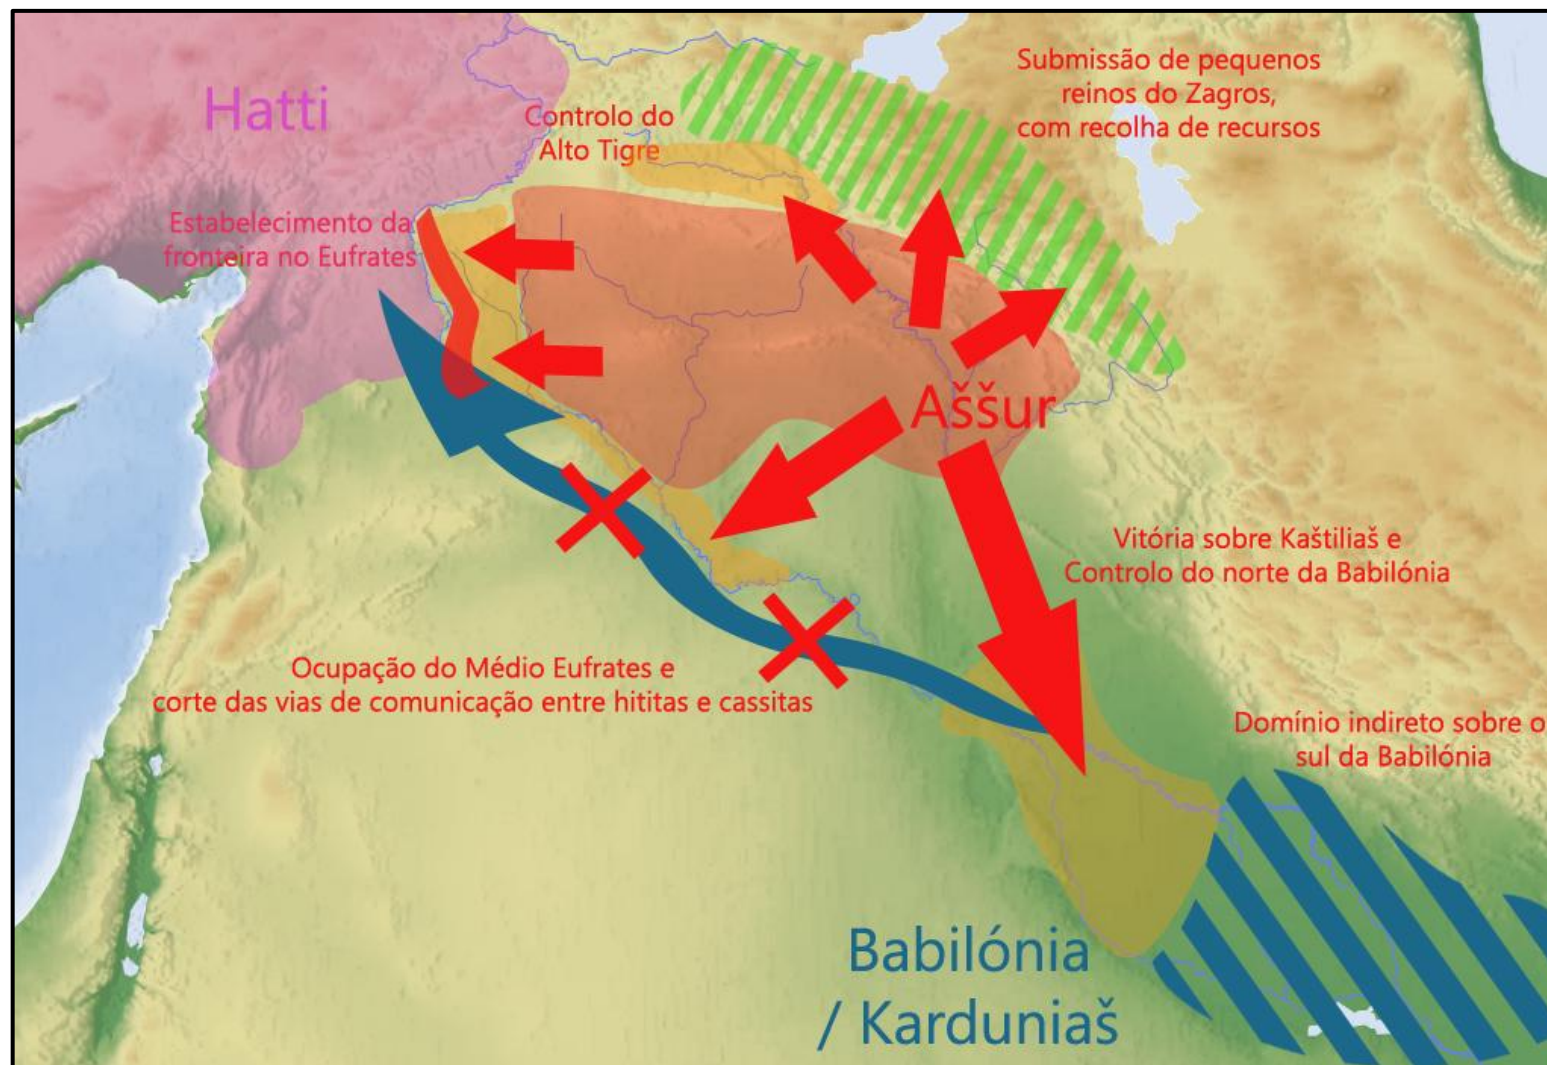 Hatti
Submissão de pequenos
reinos do Zagros,
com recolha de recursos
Controlo do
Alto Tigre
Estabelecimento da
fronteira no Eufrates
Aššur
Vitória sobre Kaštiliaš e
Controlo do norte da Babilónia
Ocupação do Médio Eufrates e
corte das vias de comunicação entre hititas e cassitas
Domínio indireto sobre o
sul da Babilónia
Babilónia
/ Karduniaš